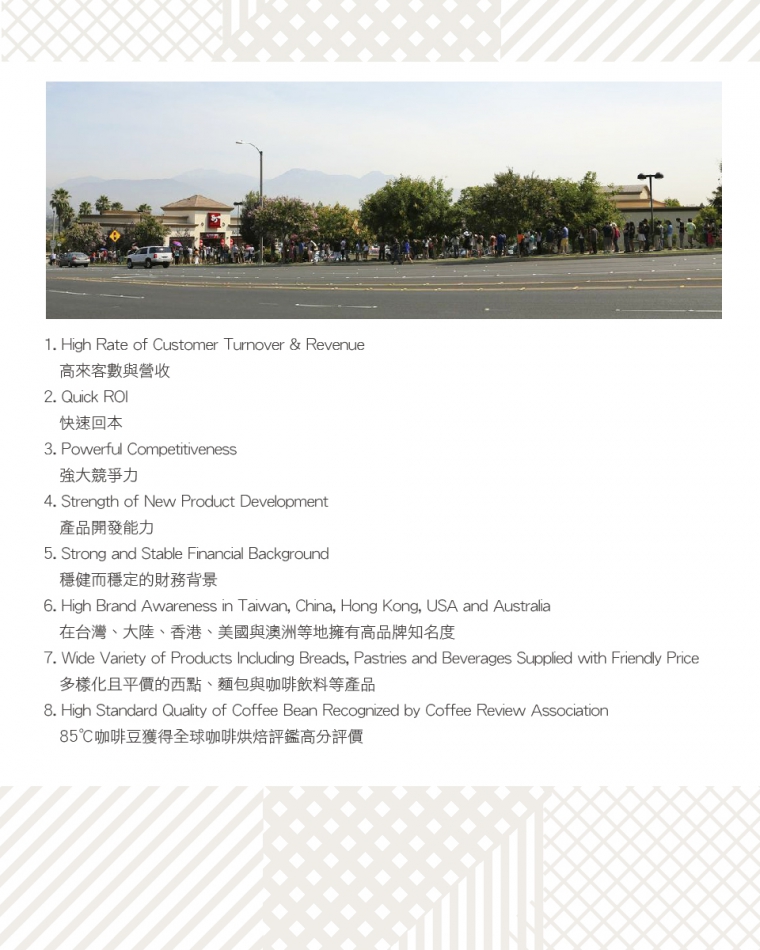 1. High Rate of Customer Turnover & Revenue
高來客數與營收
2. Quick ROI
快速回本
3. Powerful Competitiveness
強大競爭力
4. Strength of New Product Development
產品開發能力
5. Strong and Stable Financial Background
穩健而穩定的財務背景
6. High Brand Awareness in Taiwan, China, Hong Kong, USA and Australia
在台灣、大陸、香港、美國與澳洲等地擁有高品牌知名度
7. Wide Variety of Products Including Breads, Pastries and Beverages Supplied with Friendly Price
多樣化且平價的西點、麵包與咖啡飲料等產品
8. High Standard Quality of Coffee Bean Recognized by Coffee Review Association
85℃咖啡豆獲得全球咖啡烘焙評鑑高分評價